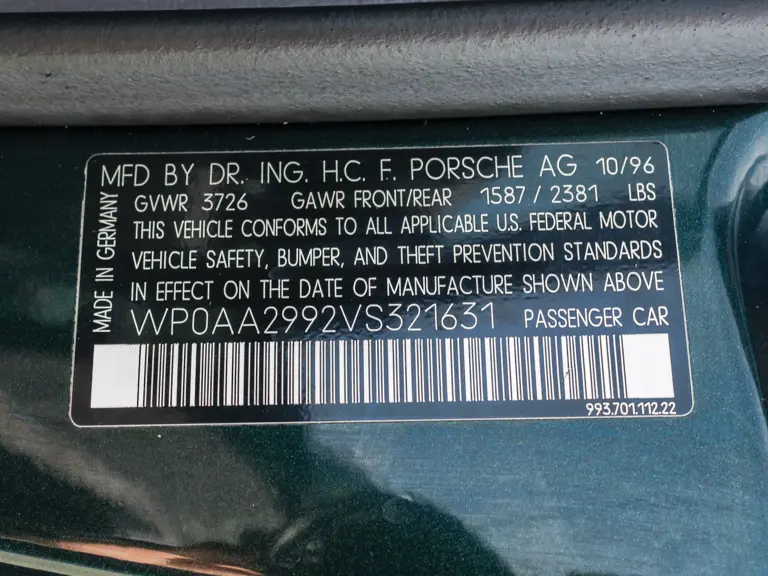 MFD BY DR. ING. H.C. F. PORSCHE AG 10/96
GVWR 3726 GAWR FRONT/REAR 1587 / 2381 LBS
THIS VEHICLE CONFORMS TO ALL APPLICABLE U.S. FEDERAL MOTOR
VEHICLE SAFETY, BUMPER, AND THEFT PREVENTION STANDARDS
IN EFFECT ON THE DATE OF MANUFACTURE SHOWN ABOVE
WP0AA2992VS321631 PASSENGER CAR
993.701.112.22
MADE IN GERMANY